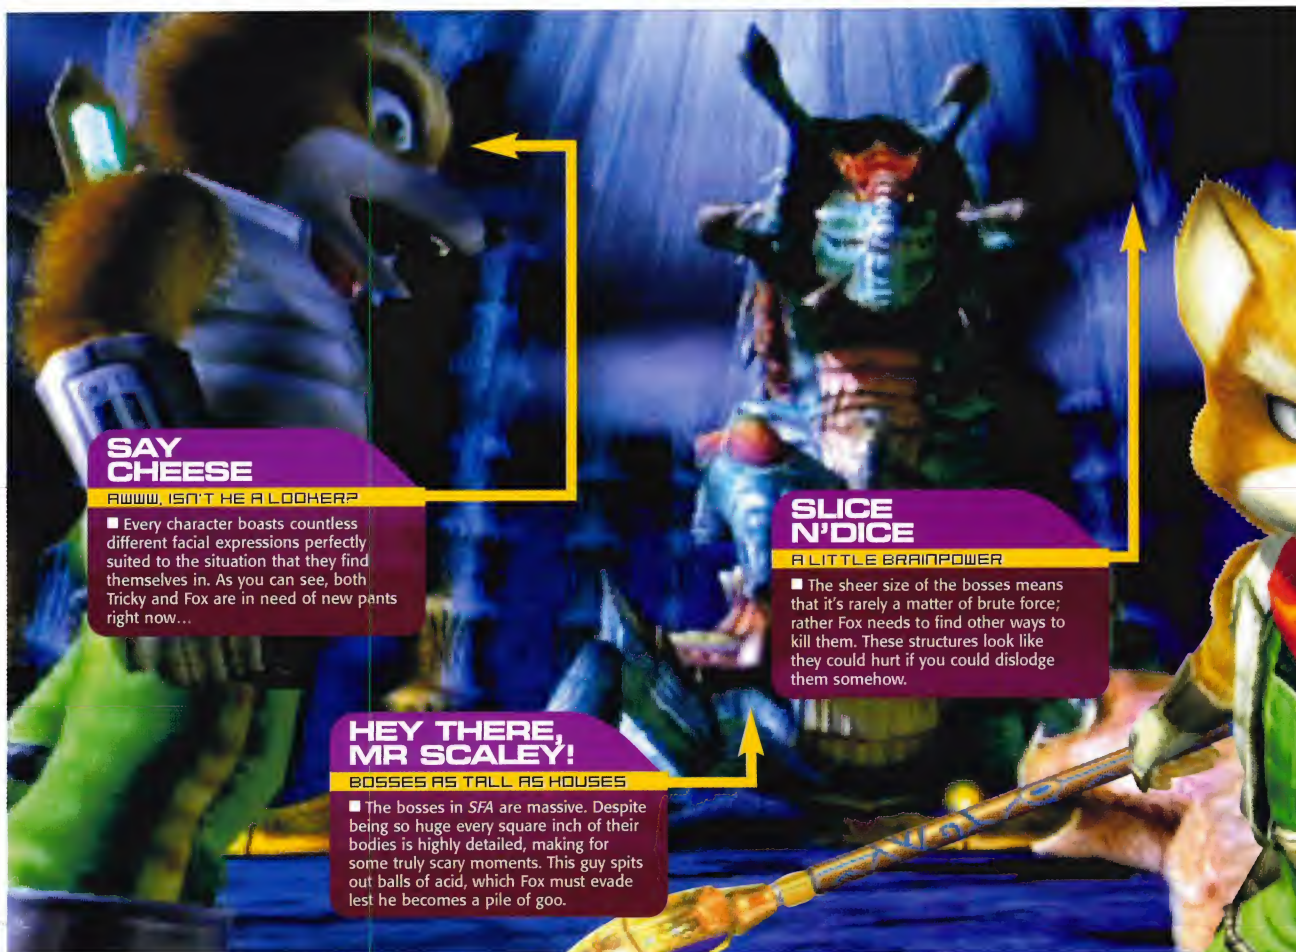 SAY
CHEESE
AWWW, ISN'T HE A LOOKER?
■ Every character boasts countless
different facial expressions perfectly
suited to the situation that they find
themselves in. As you can see, both
Tricky and Fox are in need of new pants
right now...
SLICE
N'DICE
A LITTLE BRAINPOWER
■ The sheer size of the bosses means
that it's rarely a matter of brute force;
rather Fox needs to find other ways to
kill them. These structures look like
they could hurt if you could dislodge
them somehow.
HEY THERE,
MR SCALEY!
BOSSES AS TALL AS HOUSES
■ The bosses in SFA are massive. Despite
being so huge every square inch of their
bodies is highly detailed, making for
some truly scary moments. This guy spits
out balls of acid, which Fox must evade
lest he becomes a pile of goo.